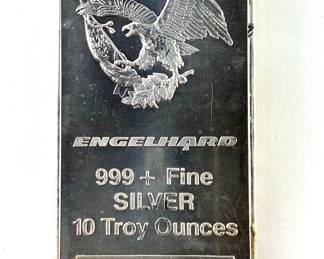 ENGELHARD
999 + Fine
SILVER
10 Troy Ounces